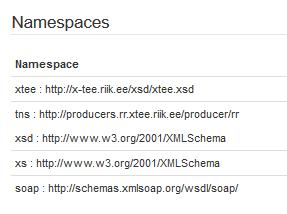 Namespaces
Namespace
xtee : http://x-tee.riik.ee/xsd/xtee.xsd
tns : http://producers.rr.xtee.riik.ee/producer/rr
xsd : http://www.w3.org/2001/XMLSchema
xs : http://www.w3.org/2001/XMLSchema
soap : http://schemas.xmlsoap.org/wsdl/soap/